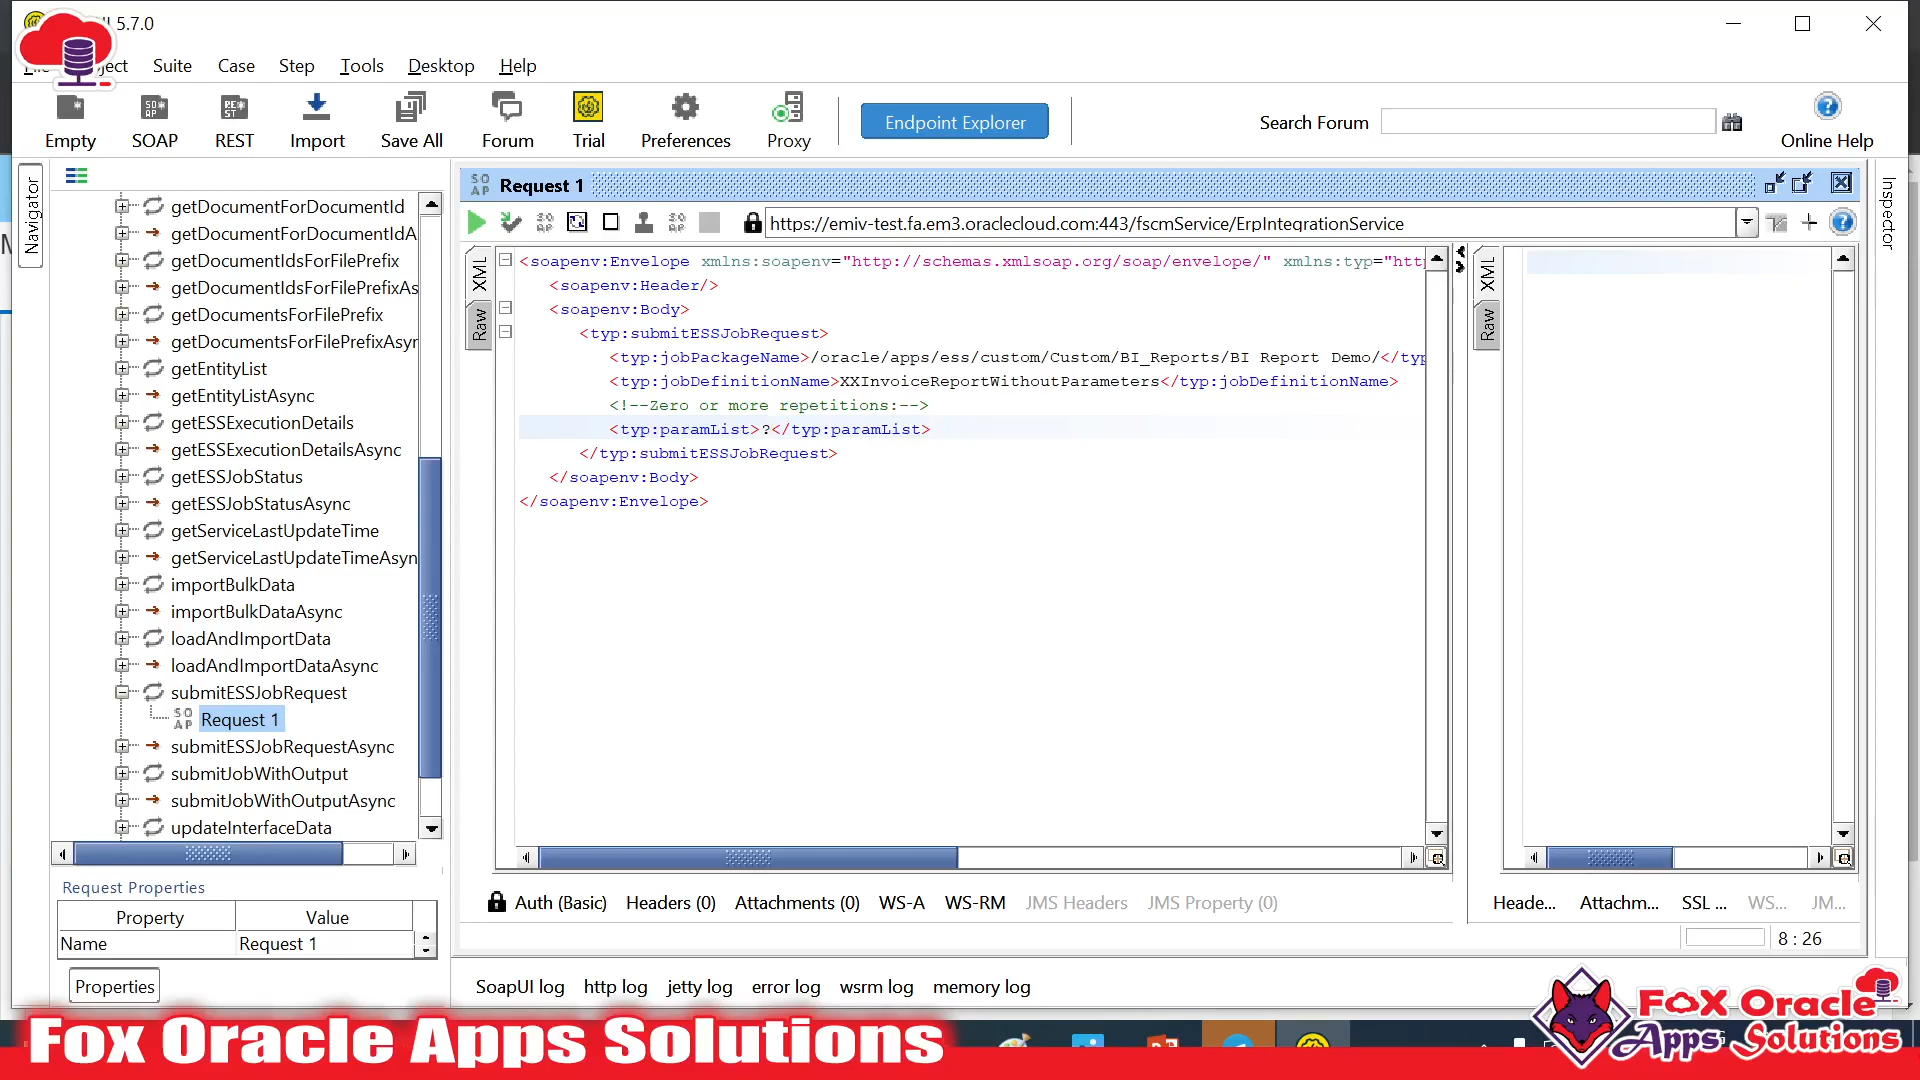 5.7.0
Suite Case Step Tools Desktop Help
Empty SOAP REST Import Save All Forum Trial Preferences Proxy
Endpoint Explorer
Search Forum
Online Help
Navigator
getDocumentForDocumentId
getDocumentForDocumentIdA
getDocumentIdsForFilePrefix
getDocumentIdsForFilePrefixAs
getDocumentsForFilePrefix
getDocumentsForFilePrefixAsyn
getEntityList
getEntityListAsync
getESSExecutionDetails
getESSExecutionDetailsAsync
getESSJobStatus
getESSJobStatusAsync
getServiceLastUpdateTime
getServiceLastUpdateTimeAsyn
importBulkData
importBulkDataAsync
loadAndImportData
loadAndImportDataAsync
submitESSJobRequest
Request 1
submitESSJobRequestAsync
submitJobWithOutput
submitJobWithOutputAsync
updateInterfaceData
Request Properties
Property Value
Name Request 1
Properties
Request 1
https://emiv-test.fa.em3.oraclecloud.com:443/fscmService/ErpIntegrationService
XML
Raw
<soapenv:Envelope xmlns:soapenv="http://schemas.xmlsoap.org/soap/envelope/" xmlns:typ="htt
<soapenv:Header/>
<soapenv:Body>
<typ:submitESSJobRequest>
<typ:jobPackageName>/oracle/apps/ess/custom/Custom/BI_Reports/BI Report Demo/</typ
<typ:jobDefinitionName>XXInvoiceReportWithoutParameters</typ:jobDefinitionName>
<!--Zero or more repetitions:-->
<typ:paramList>?</typ:paramList>
</typ:submitESSJobRequest>
</soapenv:Body>
</soapenv:Envelope>
XML
Raw
Inspector
Auth (Basic) Headers (0) Attachments (0) WS-A WS-RM JMS Headers JMS Property (0)
Heade... Attachm... SSL ... WS... JM...
8 : 26
SoapUI log http log jetty log error log wsrm log memory log
Fox Oracle Apps Solutions
FOX Oracle
Apps Solutions